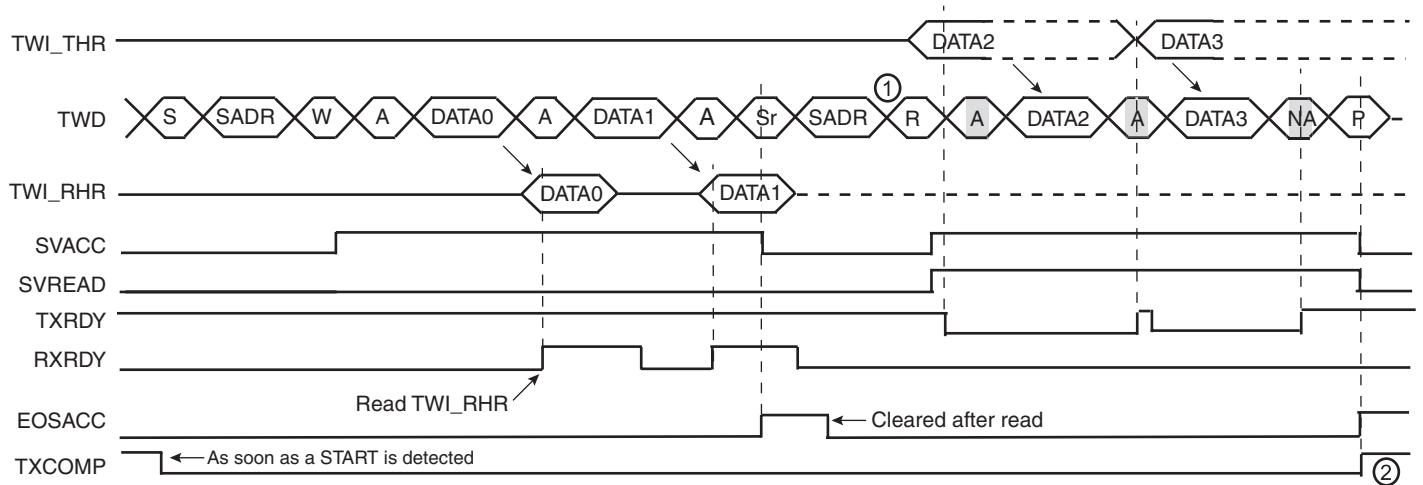 TWI_THR DATA2 DATA3
TWD S SADR W A DATA0 A DATA1 A Sr SADR 1 R A DATA2 A DATA3 NA P
TWI_RHR DATA0 DATA1
SVACC
SVREAD
TXRDY
RXRDY
Read TWI_RHR
EOSACC Cleared after read
TXCOMP As soon as a START is detected 2